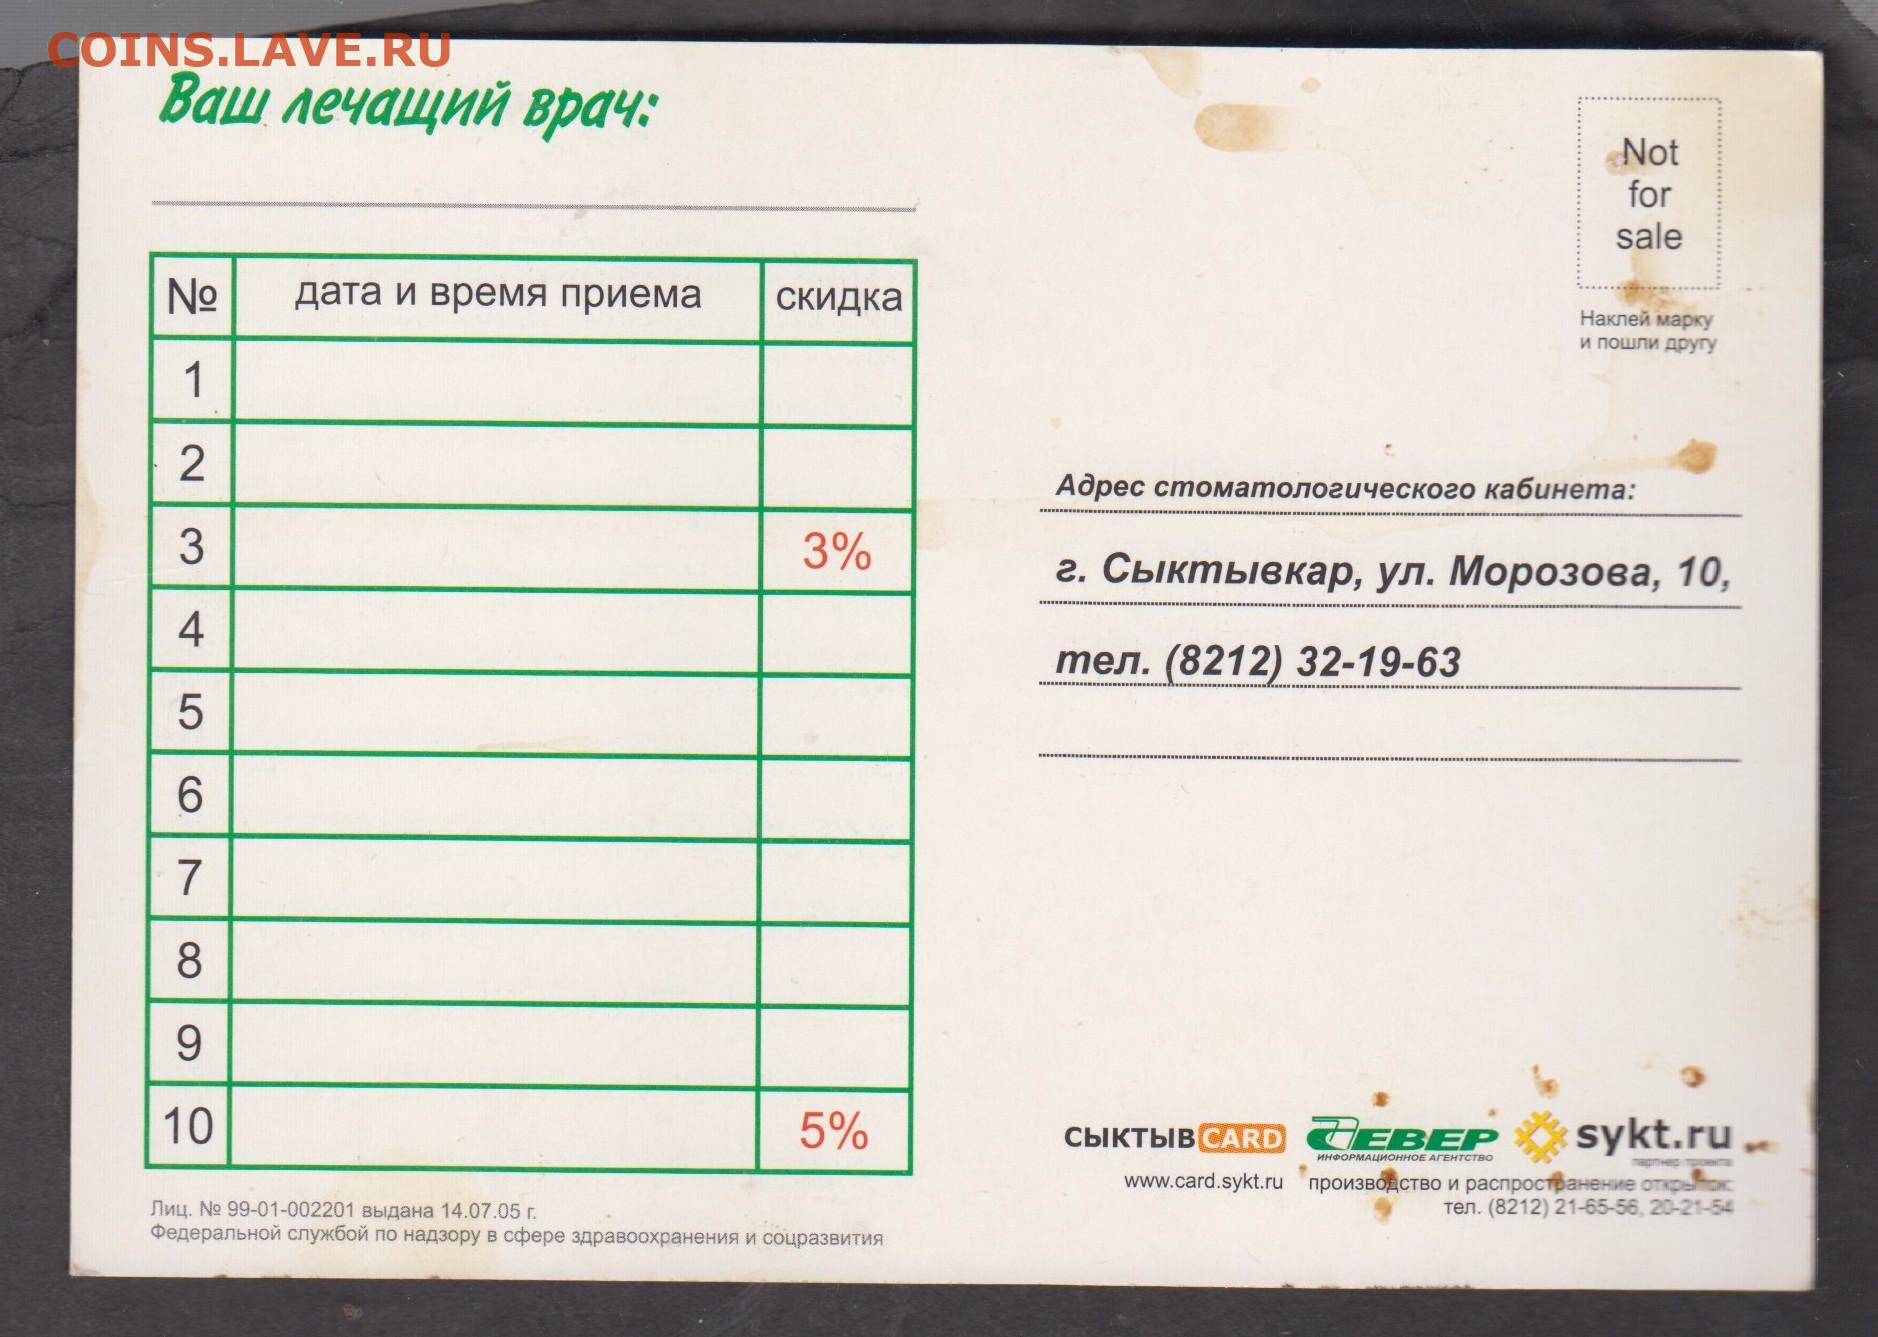 COINS.LAVE.RU
Ваш лечащий врач:
№ дата и время приема скидка
1
2
3 3%
4
5
6
7
8
9
10 5%
Лиц. № 99-01-002201 выдана 14.07.05 г.
Федеральной службой по надзору в сфере здравоохранения и соцразвития
Not
for
sale
Наклей марку
и пошли другу
Адрес стоматологического кабинета:
г. Сыктывкар, ул. Морозова, 10,
тел. (8212) 32-19-63
СЫКТЫВCARD СЕВЕР sykt.ru
ИНФОРМАЦИОННОЕ АГЕНТСТВО партнер проекта
www.card.sykt.ru производство и распространение открыток:
тел. (8212) 21-65-56, 20-21-54